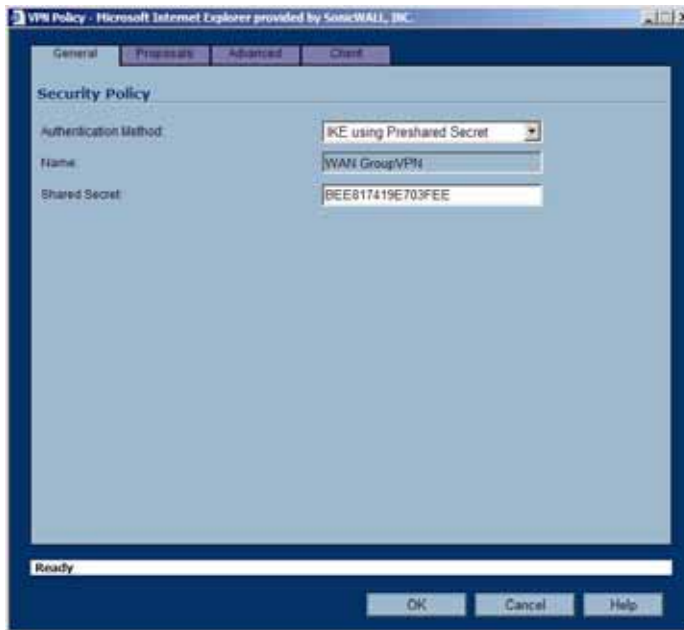 VPN Policy - Microsoft Internet Explorer provided by SonicWALL, INC.
General Proposals Advanced Client
Security Policy
Authentication Method: IKE using Preshared Secret
Name: WAN GroupVPN
Shared Secret: BEE817419E703FEE
Ready
OK Cancel Help